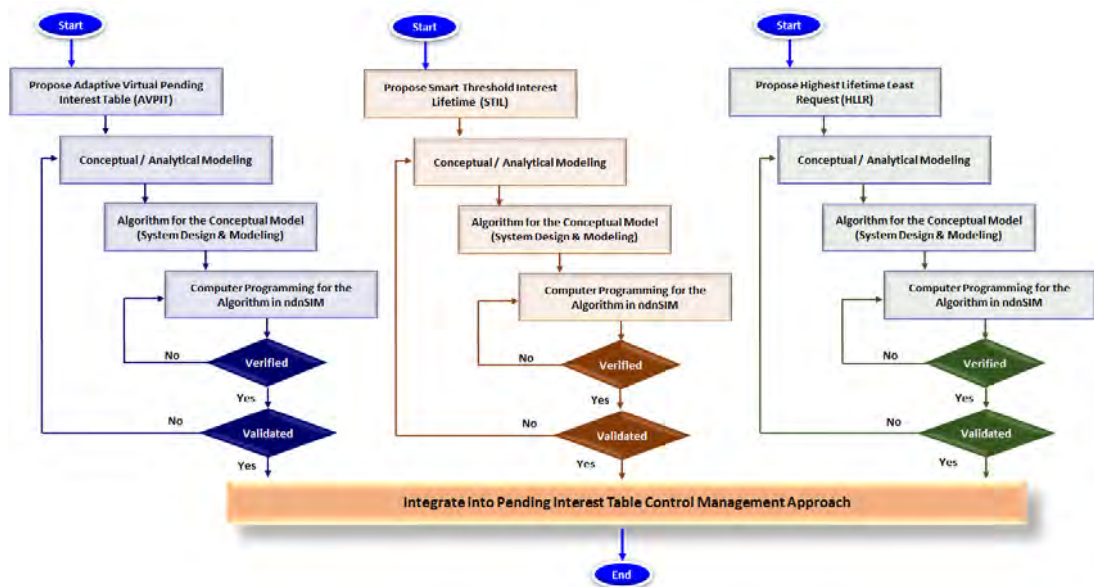 Start
Propose Adaptive Virtual Pending
Interest Table (AVPIT)
Conceptual / Analytical Modeling
Algorithm for the Conceptual Model
(System Design & Modeling)
Computer Programming for the
Algorithm in ndnSIM
Verified
No
Yes
Validated
No
Yes
Start
Propose Smart Threshold Interest
Lifetime (STIL)
Conceptual / Analytical Modeling
Algorithm for the Conceptual Model
(System Design & Modeling)
Computer Programming for the
Algorithm in ndnSIM
Verified
No
Yes
Validated
No
Yes
Start
Propose Highest Lifetime Least
Request (HLLR)
Conceptual / Analytical Modeling
Algorithm for the Conceptual Model
(System Design & Modeling)
Computer Programming for the
Algorithm in ndnSIM
Verified
No
Yes
Validated
No
Yes
Integrate into Pending Interest Table Control Management Approach
End